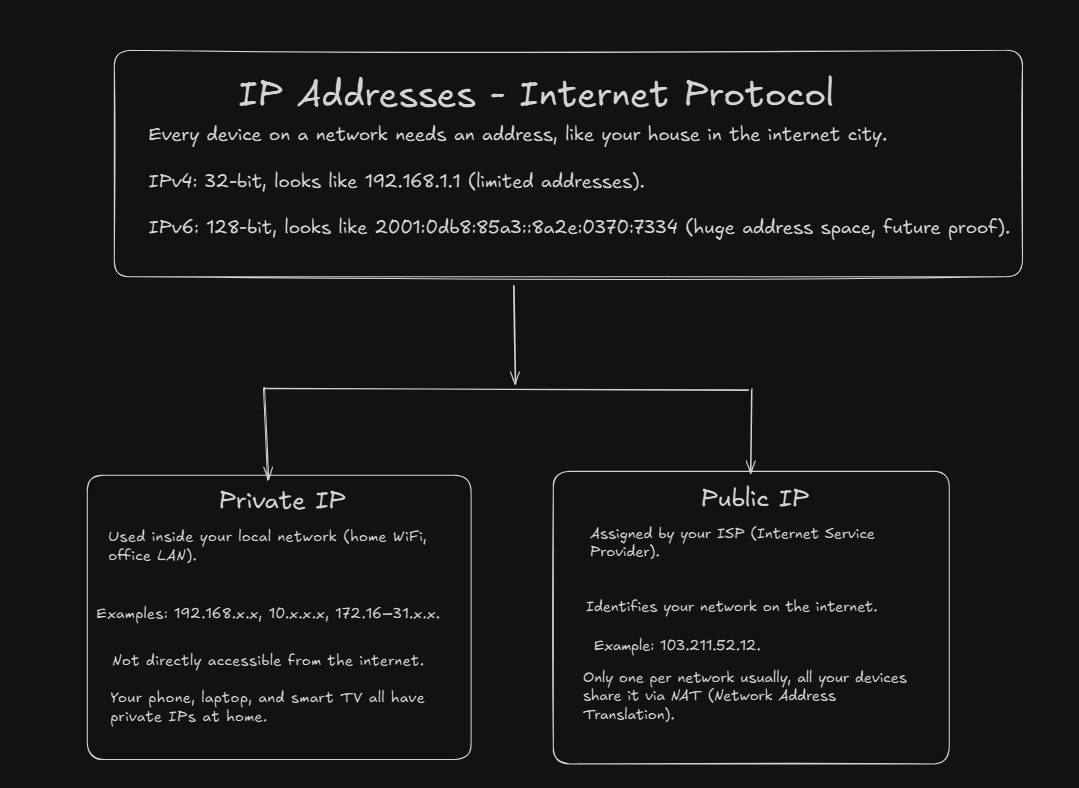 IP Addresses - Internet Protocol
Every device on a network needs an address, like your house in the internet city.
IPv4: 32-bit, looks like 192.168.1.1 (limited addresses).
IPv6: 128-bit, looks like 2001:0db8:85a3::8a2e:0370:7334 (huge address space, future proof).
Private IP
Used inside your local network (home WiFi,
office LAN).
Examples: 192.168.x.x, 10.x.x.x, 172.16–31.x.x.
Not directly accessible from the internet.
Your phone, laptop, and smart TV all have
private IPs at home.
Public IP
Assigned by your ISP (Internet Service
Provider).
Identifies your network on the internet.
Example: 103.211.52.12.
Only one per network usually, all your devices
share it via NAT (Network Address
Translation).